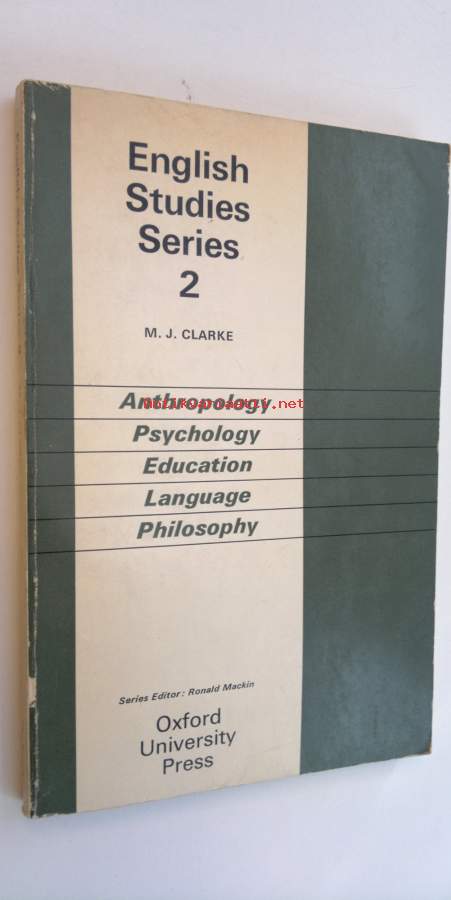 English
Studies
Series
2
M. J. CLARKE
Anthropology
Psychology
Education
Language
Philosophy
Series Editor: Ronald Mackin
Oxford
University
Press